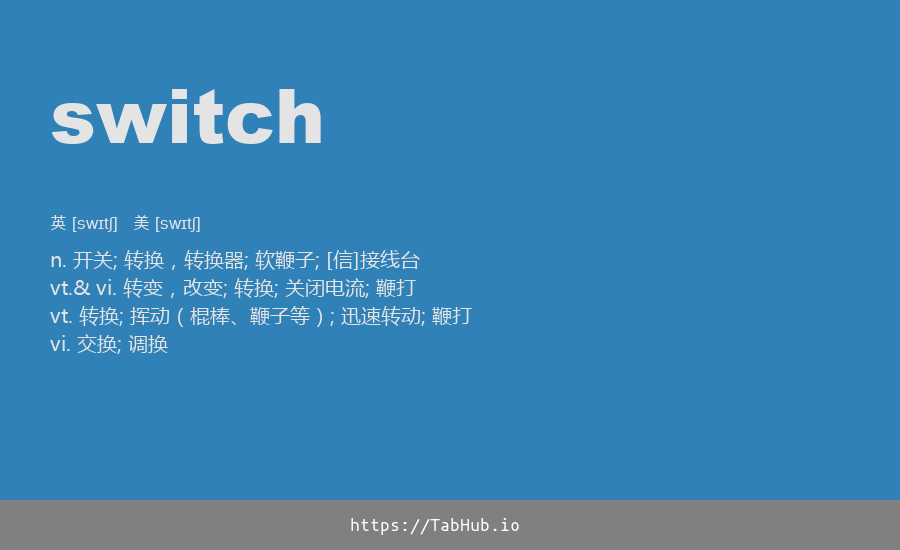 switch
英 [swɪtʃ] 美 [swɪtʃ]
n. 开关; 转换，转换器; 软鞭子; [信]接线台
vt.& vi. 转变，改变; 转换; 关闭电流; 鞭打
vt. 转换; 挥动（棍棒、鞭子等）; 迅速转动; 鞭打
vi. 交换; 调换
https://TabHub.io